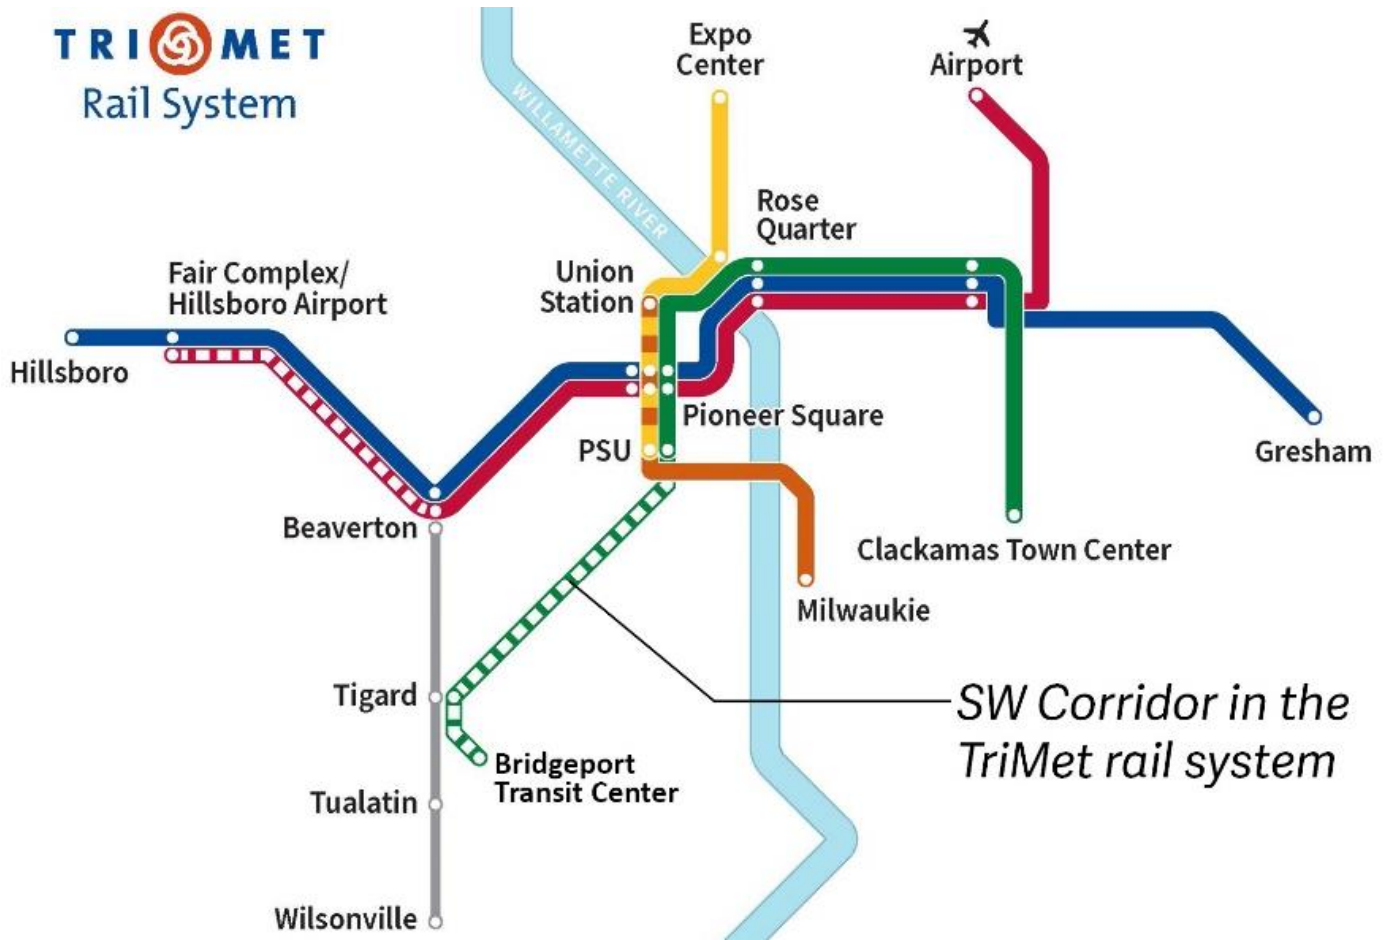 TRI MET
Rail System
WILLAMETTE RIVER
Expo
Center
Airport
Rose
Quarter
Union
Station
Fair Complex/
Hillsboro Airport
Hillsboro
Pioneer Square
PSU
Gresham
Beaverton
Clackamas Town Center
Milwaukie
Tigard
SW Corridor in the
TriMet rail system
Bridgeport
Transit Center
Tualatin
Wilsonville